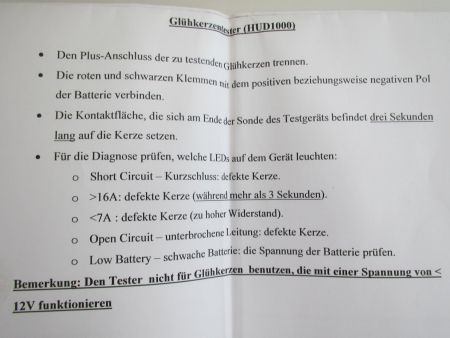 Glühkerzentester (HUD1000)
• Den Plus-Anschluss der zu testenden Glühkerzen trennen.
• Die roten und schwarzen Klemmen mit dem positiven beziehungsweise negativen Pol
der Batterie verbinden.
• Die Kontaktfläche, die sich am Ende der Sonde des Testgeräts befindet drei Sekunden
lang auf die Kerze setzen.
• Für die Diagnose prüfen, welche LEDs auf dem Gerät leuchten:
o Short Circuit – Kurzschluss: defekte Kerze.
o >16A: defekte Kerze (während mehr als 3 Sekunden).
o <7A : defekte Kerze (zu hoher Widerstand).
o Open Circuit – unterbrochene Leitung: defekte Kerze.
o Low Battery – schwache Batterie: die Spannung der Batterie prüfen.
Bemerkung: Den Tester nicht für Glühkerzen benutzen, die mit einer Spannung von <
12V funktionieren